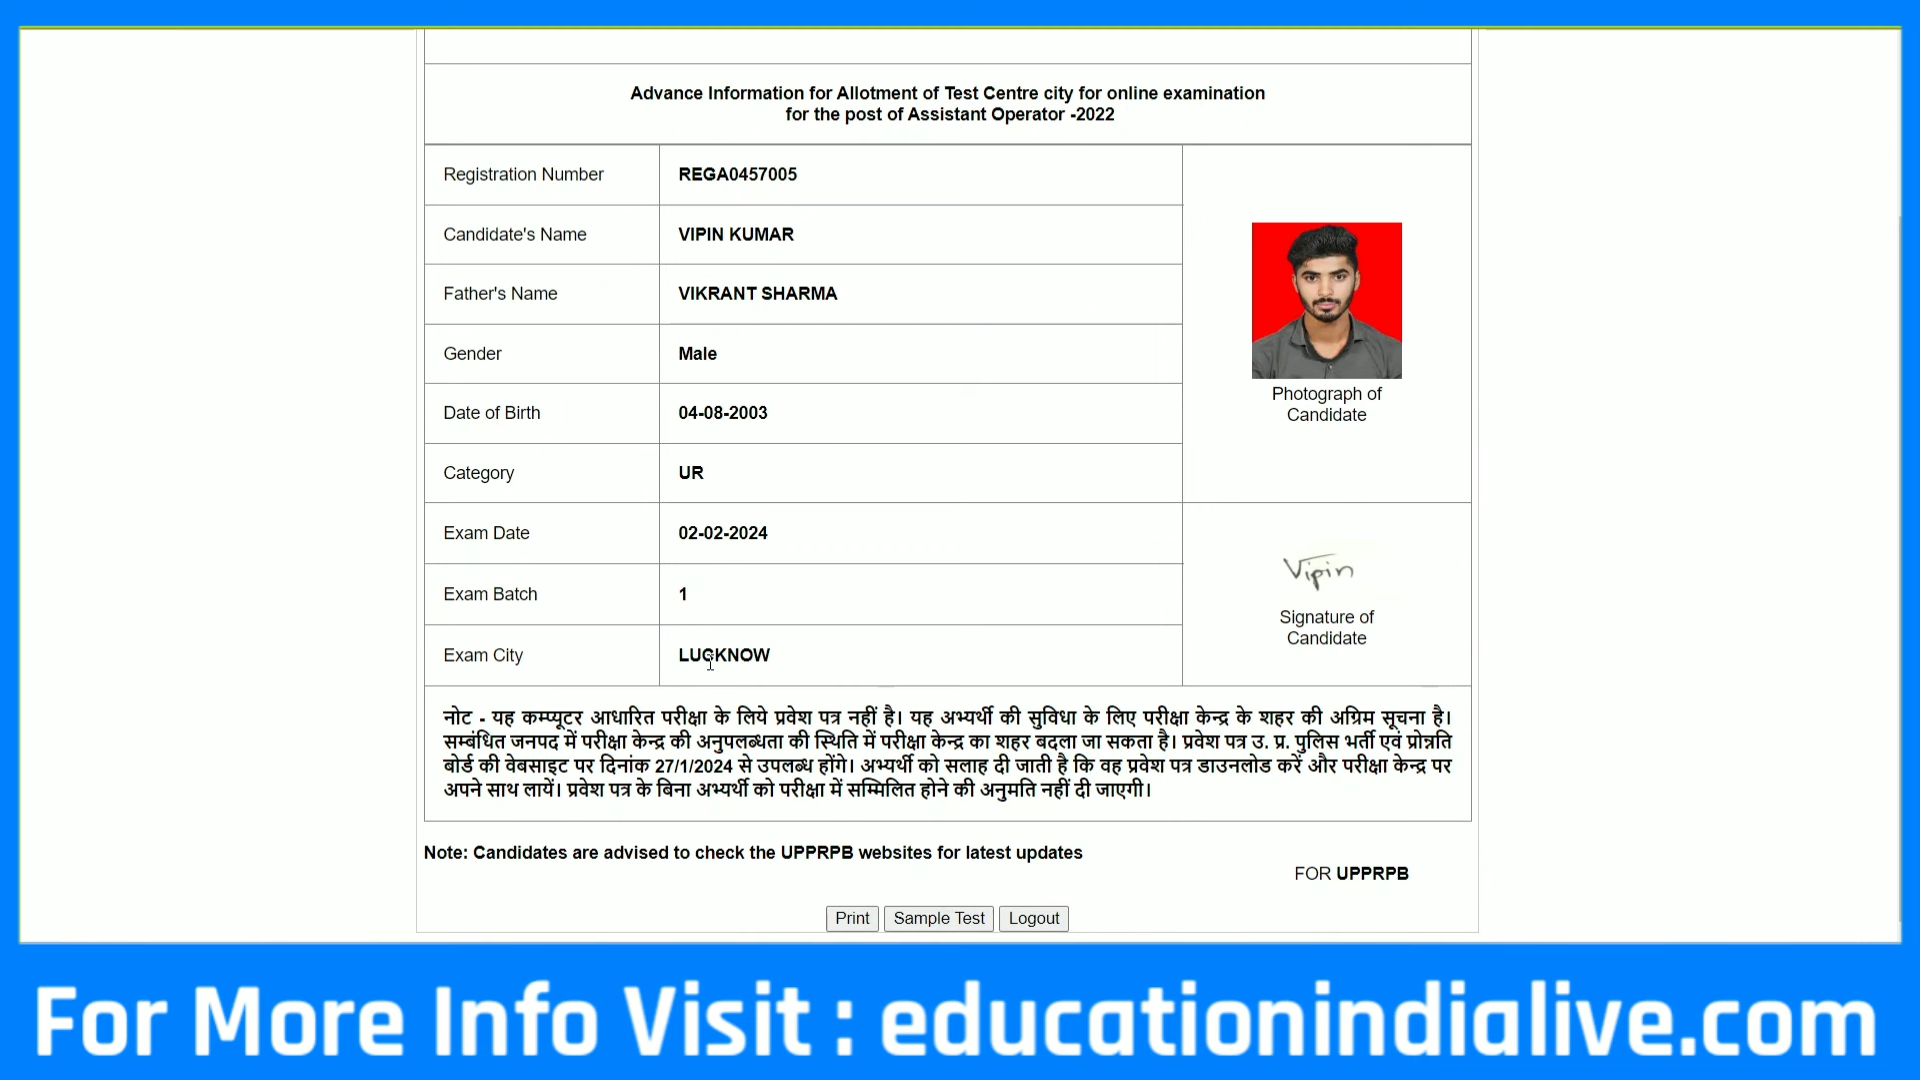 Advance Information for Allotment of Test Centre city for online examination
for the post of Assistant Operator -2022
Registration Number REGA0457005
Candidate's Name VIPIN KUMAR
Father's Name VIKRANT SHARMA
Gender Male
Date of Birth 04-08-2003
Category UR
Photograph of
Candidate
Exam Date 02-02-2024
Exam Batch 1
Exam City LUCKNOW
Vipin
Signature of
Candidate
नोट - यह कम्प्यूटर आधारित परीक्षा के लिये प्रवेश पत्र नहीं है। यह अभ्यर्थी की सुविधा के लिए परीक्षा केन्द्र के शहर की अग्रिम सूचना है।
सम्बंधित जनपद में परीक्षा केन्द्र की अनुपलब्धता की स्थिति में परीक्षा केन्द्र का शहर बदला जा सकता है। प्रवेश पत्र उ. प्र. पुलिस भर्ती एवं प्रोन्नति
बोर्ड की वेबसाइट पर दिनांक 27/1/2024 से उपलब्ध होंगे। अभ्यर्थी को सलाह दी जाती है कि वह प्रवेश पत्र डाउनलोड करें और परीक्षा केन्द्र पर
अपने साथ लायें। प्रवेश पत्र के बिना अभ्यर्थी को परीक्षा में सम्मिलित होने की अनुमति नहीं दी जाएगी।
Note: Candidates are advised to check the UPPRPB websites for latest updates
FOR UPPRPB
Print Sample Test Logout
For More Info Visit : educationindialive.com